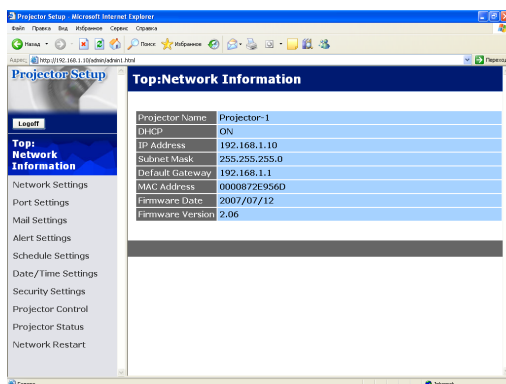 Projector Setup - Microsoft Internet Explorer
Файл Правка Вид Избранное Сервис Справка
Назад Поиск Избранное
Адрес: http://192.168.1.10/admin/admin1.html Переход
Projector Setup
Logoff
Top:
Network
Information
Network Settings
Port Settings
Mail Settings
Alert Settings
Schedule Settings
Date/Time Settings
Security Settings
Projector Control
Projector Status
Network Restart
Top:Network Information
Projector Name Projector-1
DHCP ON
IP Address 192.168.1.10
Subnet Mask 255.255.255.0
Default Gateway 192.168.1.1
MAC Address 0000872E956D
Firmware Date 2007/07/12
Firmware Version 2.06
Готово Internet